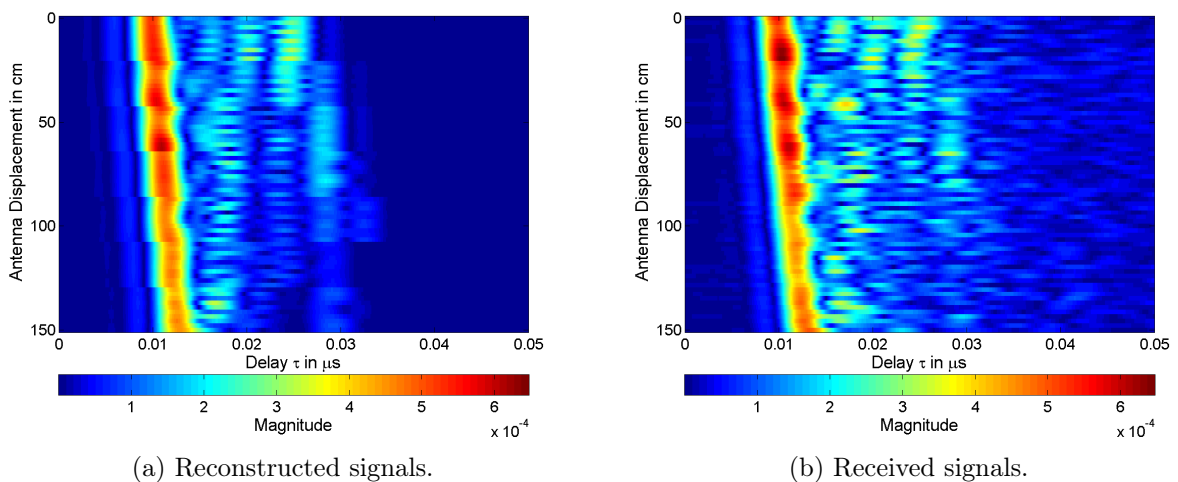 0
50
100
150
Antenna Displacement in cm
0 0.01 0.02 0.03 0.04 0.05
Delay τ in μs
1 2 3 4 5 6
Magnitude
x 10-4
(a) Reconstructed signals.
0
50
100
150
Antenna Displacement in cm
0 0.01 0.02 0.03 0.04 0.05
Delay τ in μs
1 2 3 4 5 6
Magnitude
x 10-4
(b) Received signals.